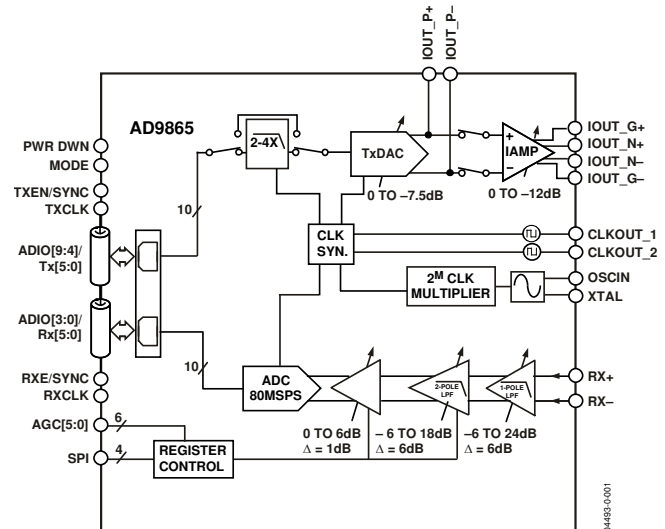 IOUT_P+
IOUT_P–
AD9865
PWR DWN
MODE
TXEN/SYNC
TXCLK
ADIO[9:4]/
Tx[5:0]
ADIO[3:0]/
Rx[5:0]
RXE/SYNC
RXCLK
AGC[5:0]
SPI
10
10
6
4
2-4X
TxDAC
0 TO –7.5dB
+
–
IAMP
0 TO –12dB
IOUT_G+
IOUT_N+
IOUT_N–
IOUT_G–
CLK
SYN.
CLKOUT_1
CLKOUT_2
2M CLK
MULTIPLIER
OSCIN
XTAL
ADC
80MSPS
2-POLE
LPF
1-POLE
LPF
RX+
RX–
0 TO 6dB
Δ = 1dB
– 6 TO 18dB
Δ = 6dB
–6 TO 24dB
Δ = 6dB
REGISTER
CONTROL
04493-0-001